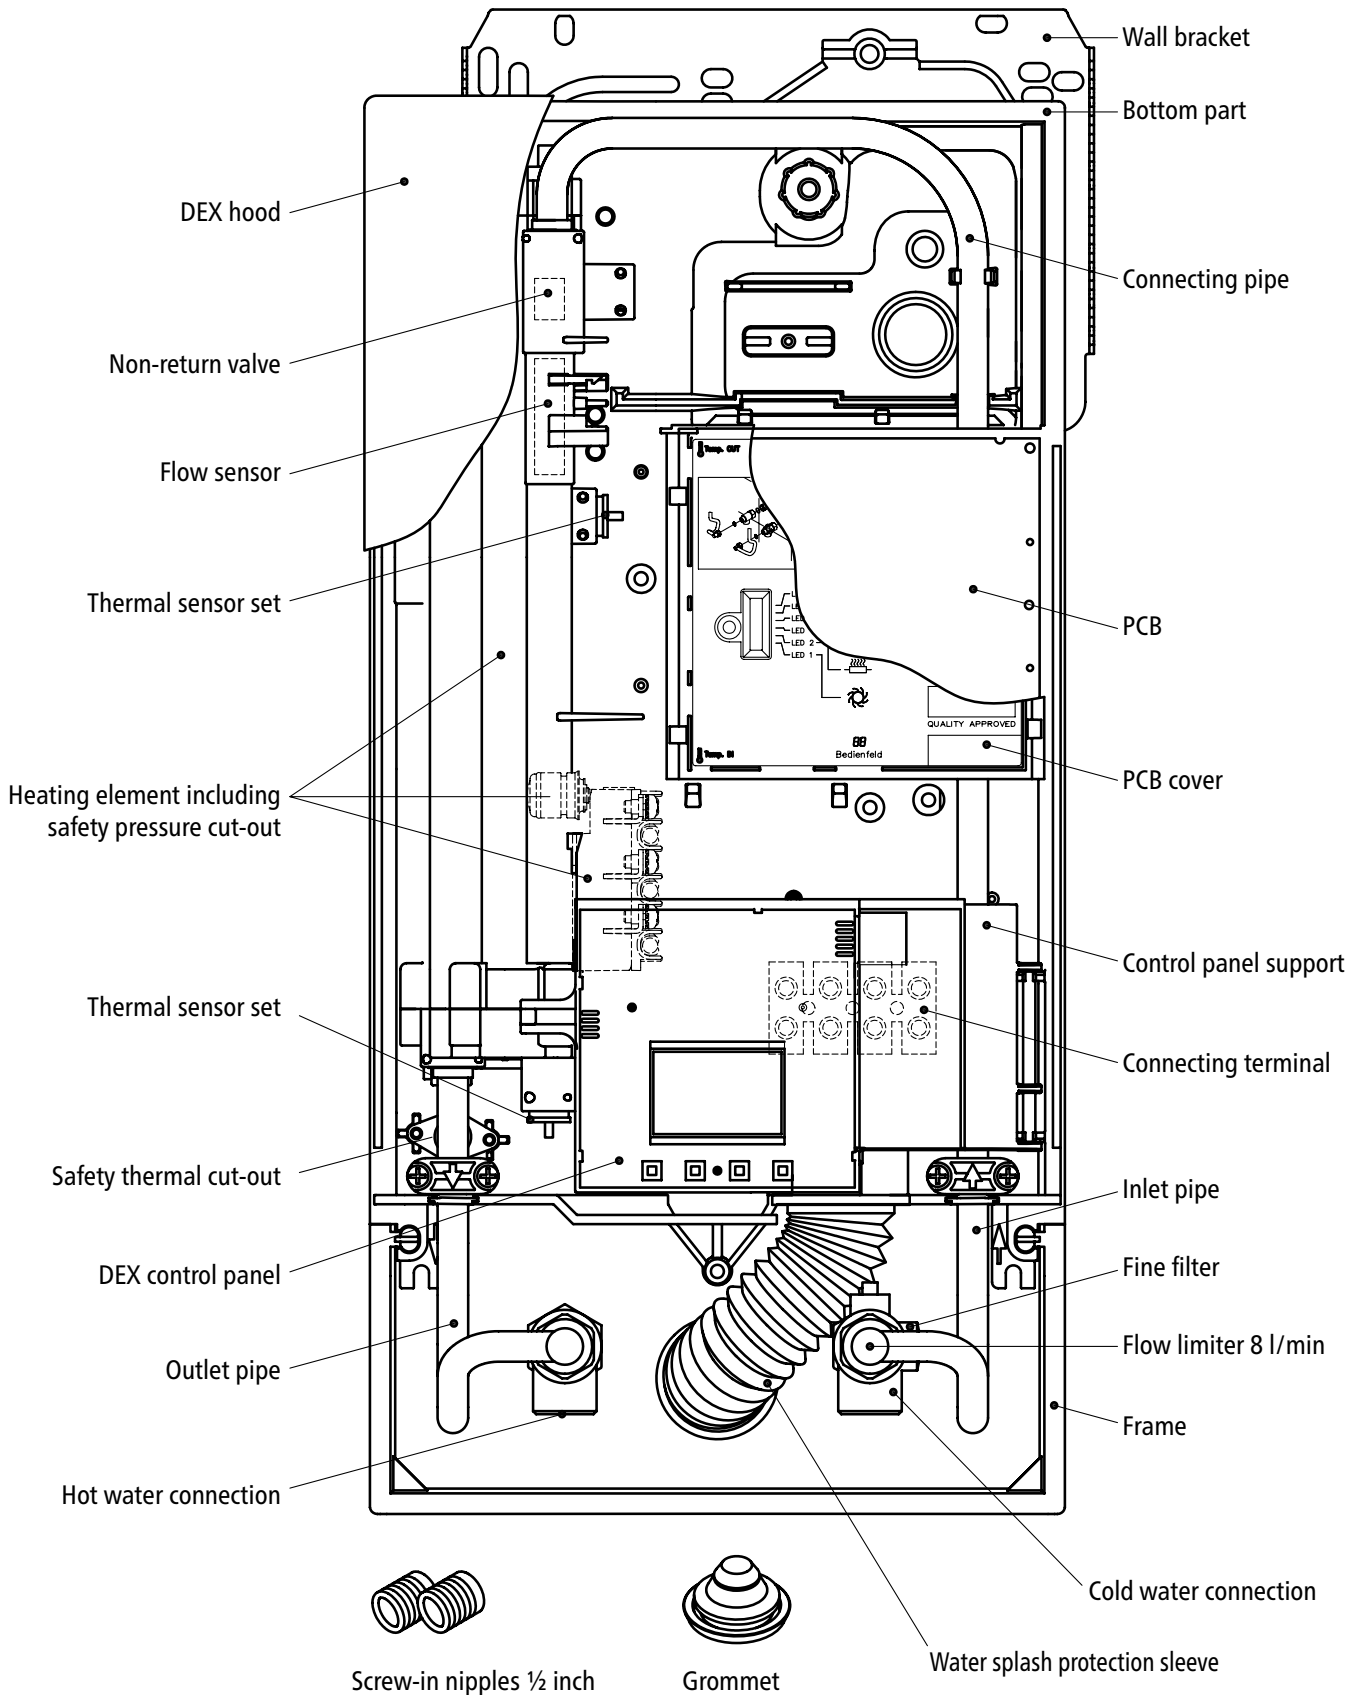 Wall bracket
Bottom part
DEX hood
Connecting pipe
Non-return valve
Flow sensor
Temp. OUT
Thermal sensor set
PCB
LED
LED
LED 2
LED 1
QUALITY APPROVED
88
Bedienfeld
Temp. IN
PCB cover
Heating element including
safety pressure cut-out
Control panel support
Thermal sensor set
Connecting terminal
Safety thermal cut-out
Inlet pipe
DEX control panel
Fine filter
Outlet pipe
Flow limiter 8 l/min
Frame
Hot water connection
Cold water connection
Water splash protection sleeve
Screw-in nipples ½ inch
Grommet